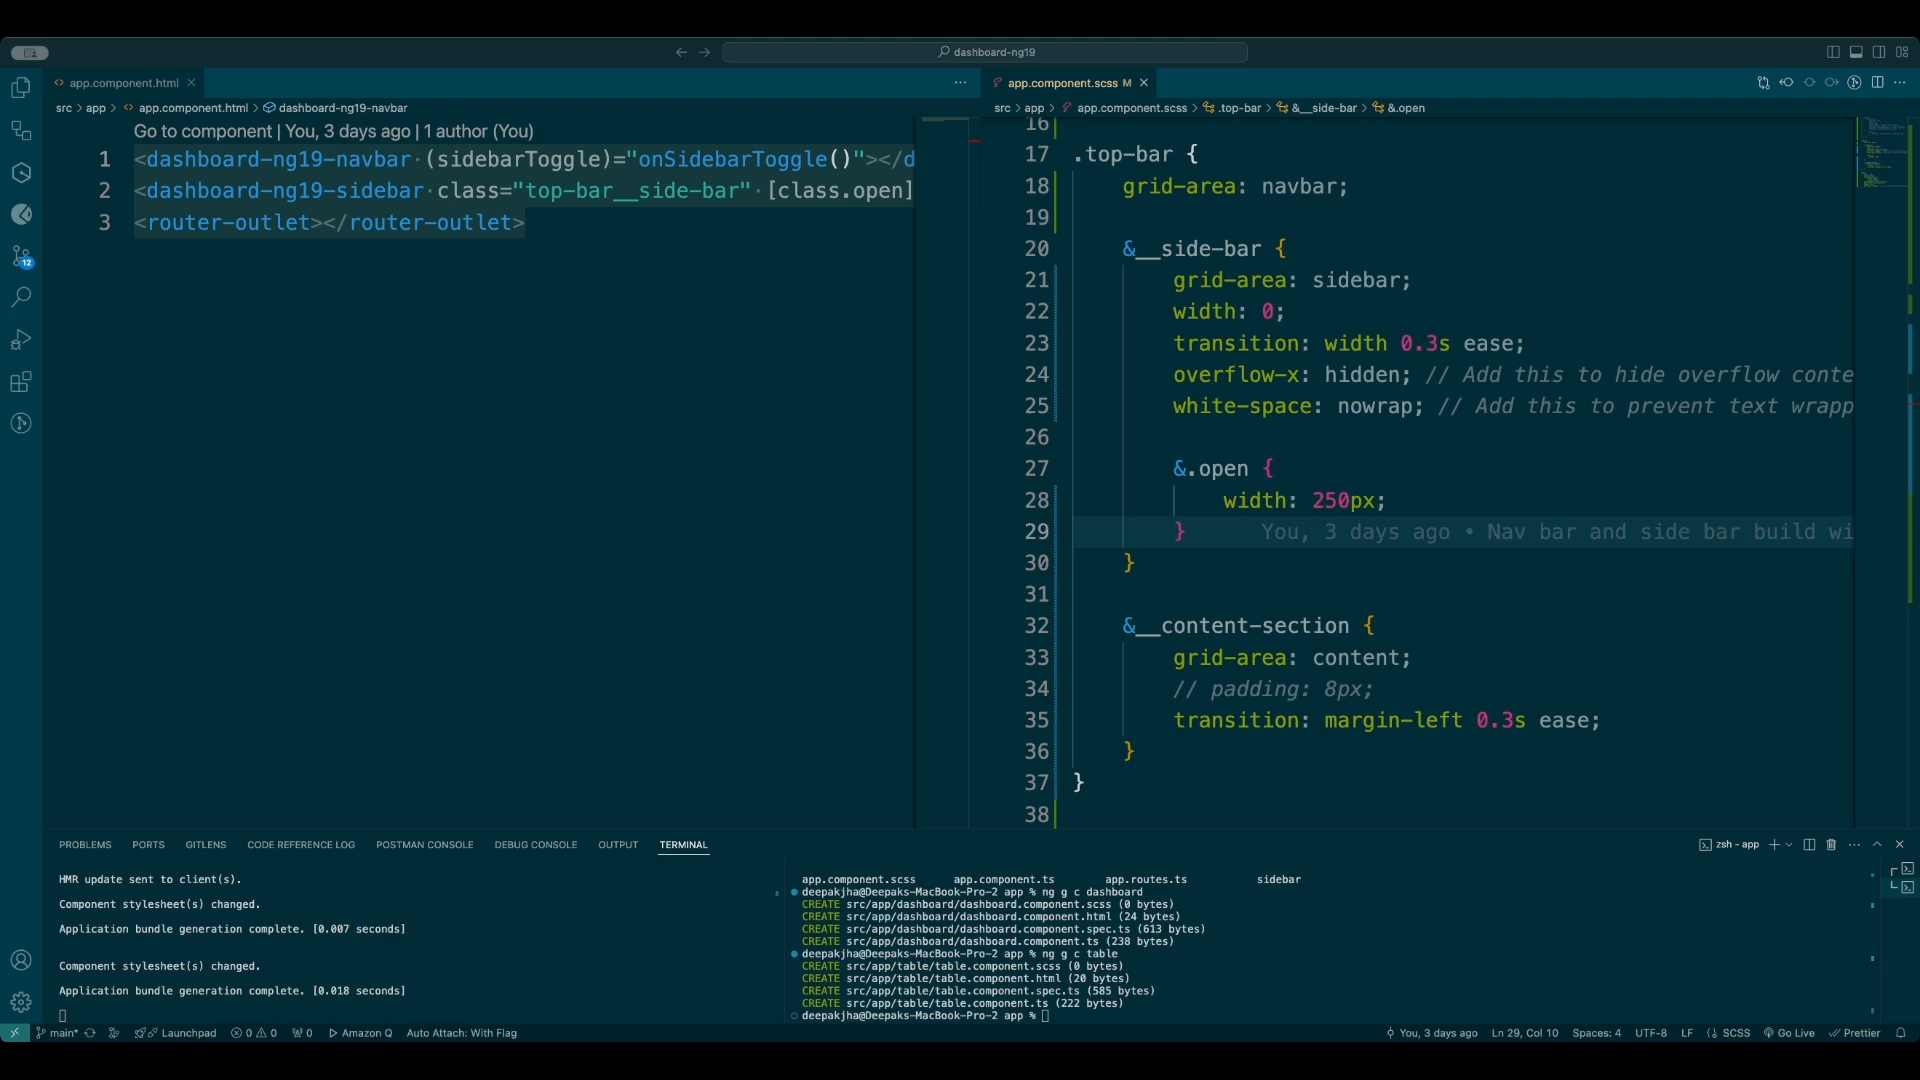 dashboard-ng19
app.component.html
app.component.scss M
src > app > app.component.html > dashboard-ng19-navbar
src > app > app.component.scss > .top-bar > &__side-bar > &.open
Go to component | You, 3 days ago | 1 author (You)
1 <dashboard-ng19-navbar (sidebarToggle)="onSidebarToggle()"></d
2 <dashboard-ng19-sidebar class="top-bar__side-bar" [class.open]
3 <router-outlet></router-outlet>
16
17 .top-bar {
18 grid-area: navbar;
19
20 &__side-bar {
21 grid-area: sidebar;
22 width: 0;
23 transition: width 0.3s ease;
24 overflow-x: hidden; // Add this to hide overflow conte
25 white-space: nowrap; // Add this to prevent text wrapp
26
27 &.open {
28 width: 250px;
29 } You, 3 days ago • Nav bar and side bar build wi
30 }
31
32 &__content-section {
33 grid-area: content;
34 // padding: 8px;
35 transition: margin-left 0.3s ease;
36 }
37 }
38
12
PROBLEMS PORTS GITLENS CODE REFERENCE LOG POSTMAN CONSOLE DEBUG CONSOLE OUTPUT TERMINAL
zsh - app
HMR update sent to client(s).
Component stylesheet(s) changed.
Application bundle generation complete. [0.007 seconds]
Component stylesheet(s) changed.
Application bundle generation complete. [0.018 seconds]
app.component.scss app.component.ts app.routes.ts sidebar
deepakjha@Deepaks-MacBook-Pro-2 app % ng g c dashboard
CREATE src/app/dashboard/dashboard.component.scss (0 bytes)
CREATE src/app/dashboard/dashboard.component.html (24 bytes)
CREATE src/app/dashboard/dashboard.component.spec.ts (613 bytes)
CREATE src/app/dashboard/dashboard.component.ts (238 bytes)
deepakjha@Deepaks-MacBook-Pro-2 app % ng g c table
CREATE src/app/table/table.component.scss (0 bytes)
CREATE src/app/table/table.component.html (20 bytes)
CREATE src/app/table/table.component.spec.ts (585 bytes)
CREATE src/app/table/table.component.ts (222 bytes)
deepakjha@Deepaks-MacBook-Pro-2 app %
main* Launchpad 0 0 0 Amazon Q Auto Attach: With Flag
You, 3 days ago Ln 29, Col 10 Spaces: 4 UTF-8 LF SCSS Go Live Prettier